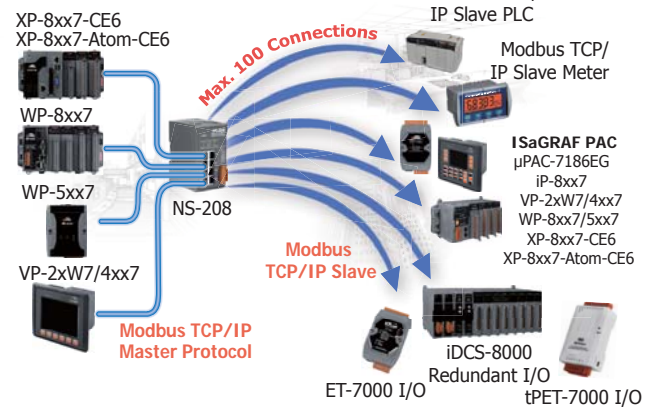 XP-8xx7-CE6
XP-8xx7-Atom-CE6
WP-8xx7
WP-5xx7
VP-2xW7/4xx7
NS-208
Modbus TCP/IP
Master Protocol
Max. 100 Connections
Modbus
TCP/IP Slave
IP Slave PLC
Modbus TCP/
IP Slave Meter
ISaGRAF PAC
µPAC-7186EG
iP-8xx7
VP-2xW7/4xx7
WP-8xx7/5xx7
XP-8xx7-CE6
XP-8xx7-Atom-CE6
ET-7000 I/O
iDCS-8000
Redundant I/O
tPET-7000 I/O